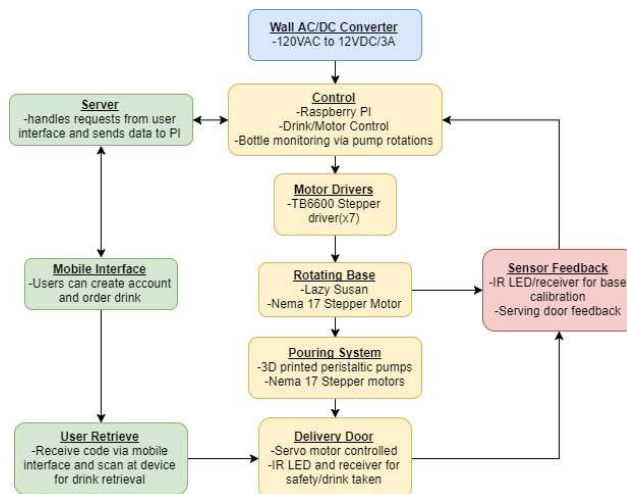 Wall AC/DC Converter
-120VAC to 12VDC/3A
Server
-handles requests from user
interface and sends data to PI
Control
-Raspberry PI
-Drink/Motor Control
-Bottle monitoring via pump rotations
Motor Drivers
-TB6600 Stepper
driver(x7)
Mobile Interface
-Users can create account
and order drink
Rotating Base
-Lazy Susan
-Nema 17 Stepper Motor
Sensor Feedback
-IR LED/receiver for base
calibration
-Serving door feedback
Pouring System
-3D printed peristaltic pumps
-Nema 17 Stepper motors
User Retrieve
-Receive code via mobile
interface and scan at device
for drink retrieval
Delivery Door
-Servo motor controlled
-IR LED and receiver for
safety/drink taken